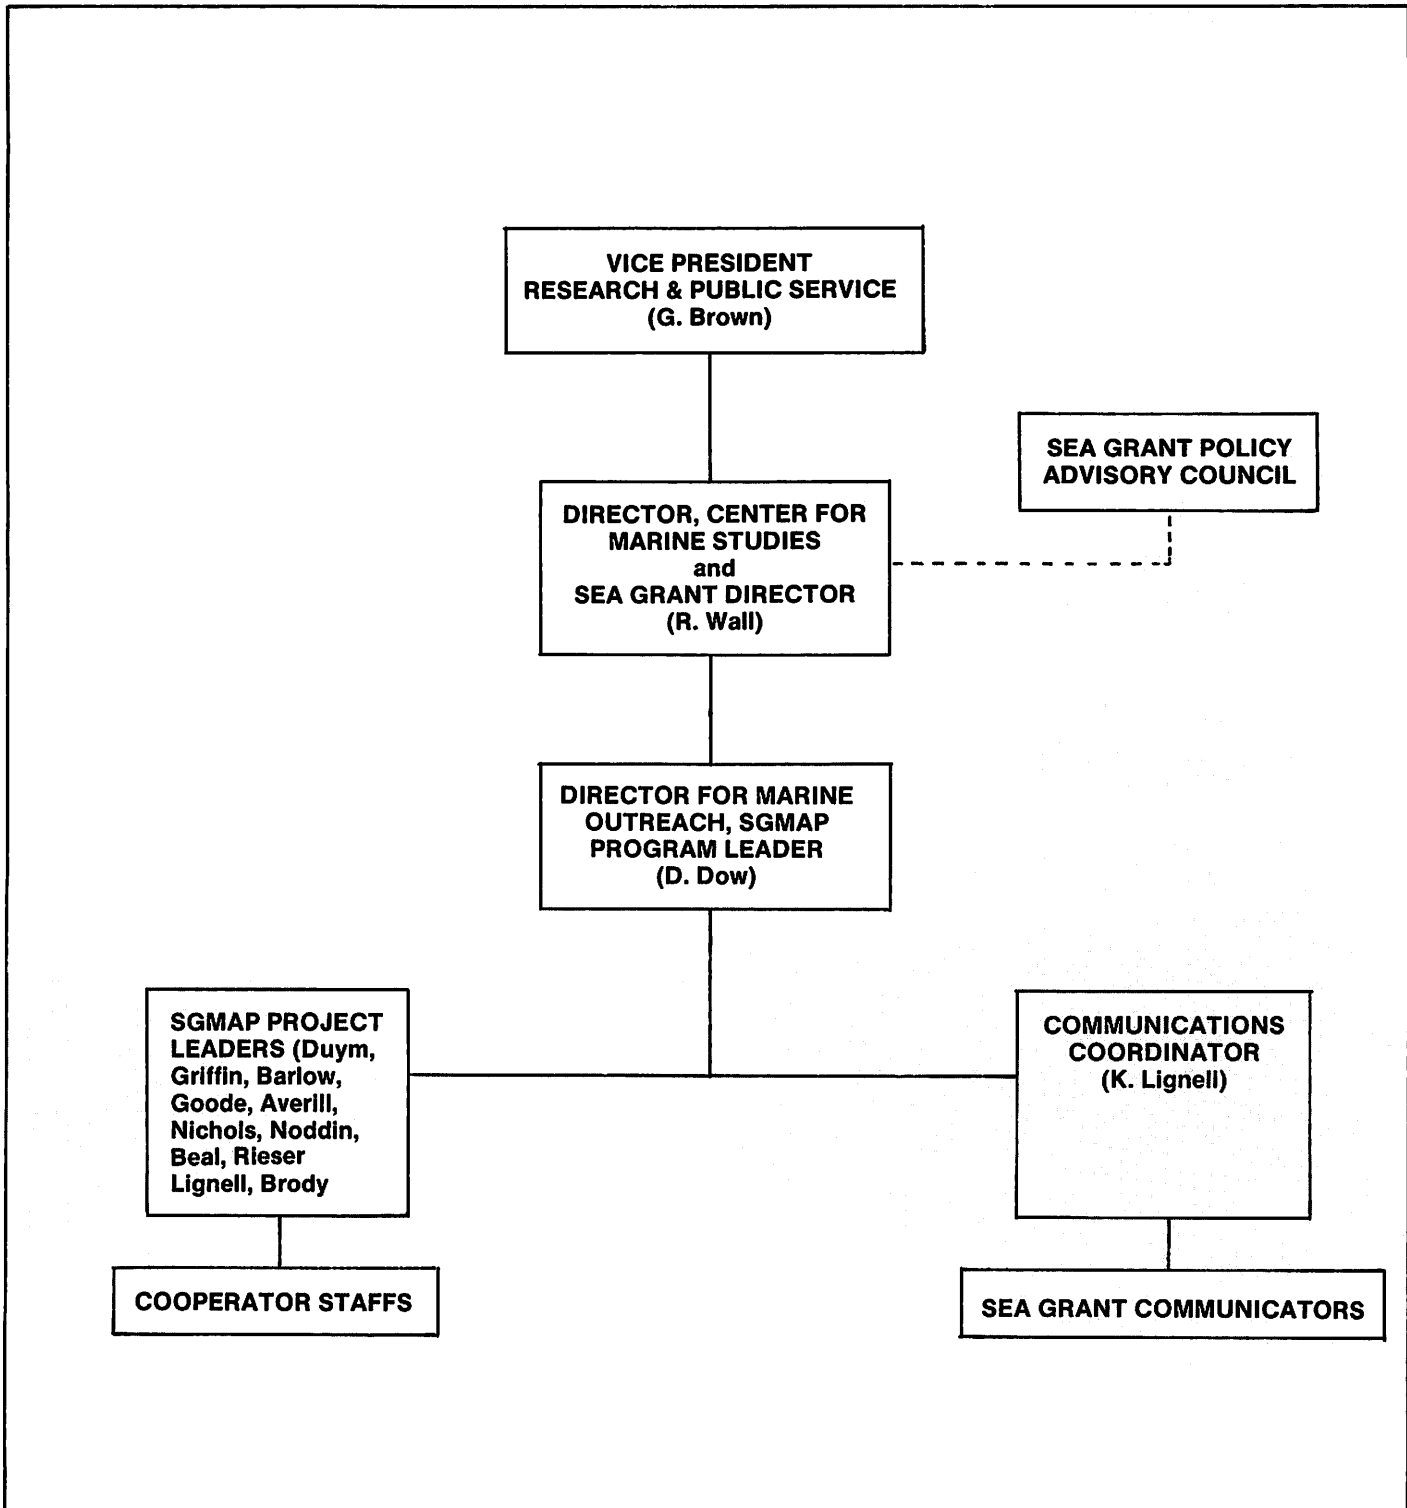 VICE PRESIDENT
RESEARCH & PUBLIC SERVICE
(G. Brown)
SEA GRANT POLICY
ADVISORY COUNCIL
DIRECTOR, CENTER FOR
MARINE STUDIES
and
SEA GRANT DIRECTOR
(R. Wall)
DIRECTOR FOR MARINE
OUTREACH, SGMAP
PROGRAM LEADER
(D. Dow)
SGMAP PROJECT
LEADERS (Duym,
Griffin, Barlow,
Goode, Averill,
Nichols, Noddin,
Beal, Rieser
Lignell, Brody
COMMUNICATIONS
COORDINATOR
(K. Lignell)
COOPERATOR STAFFS
SEA GRANT COMMUNICATORS